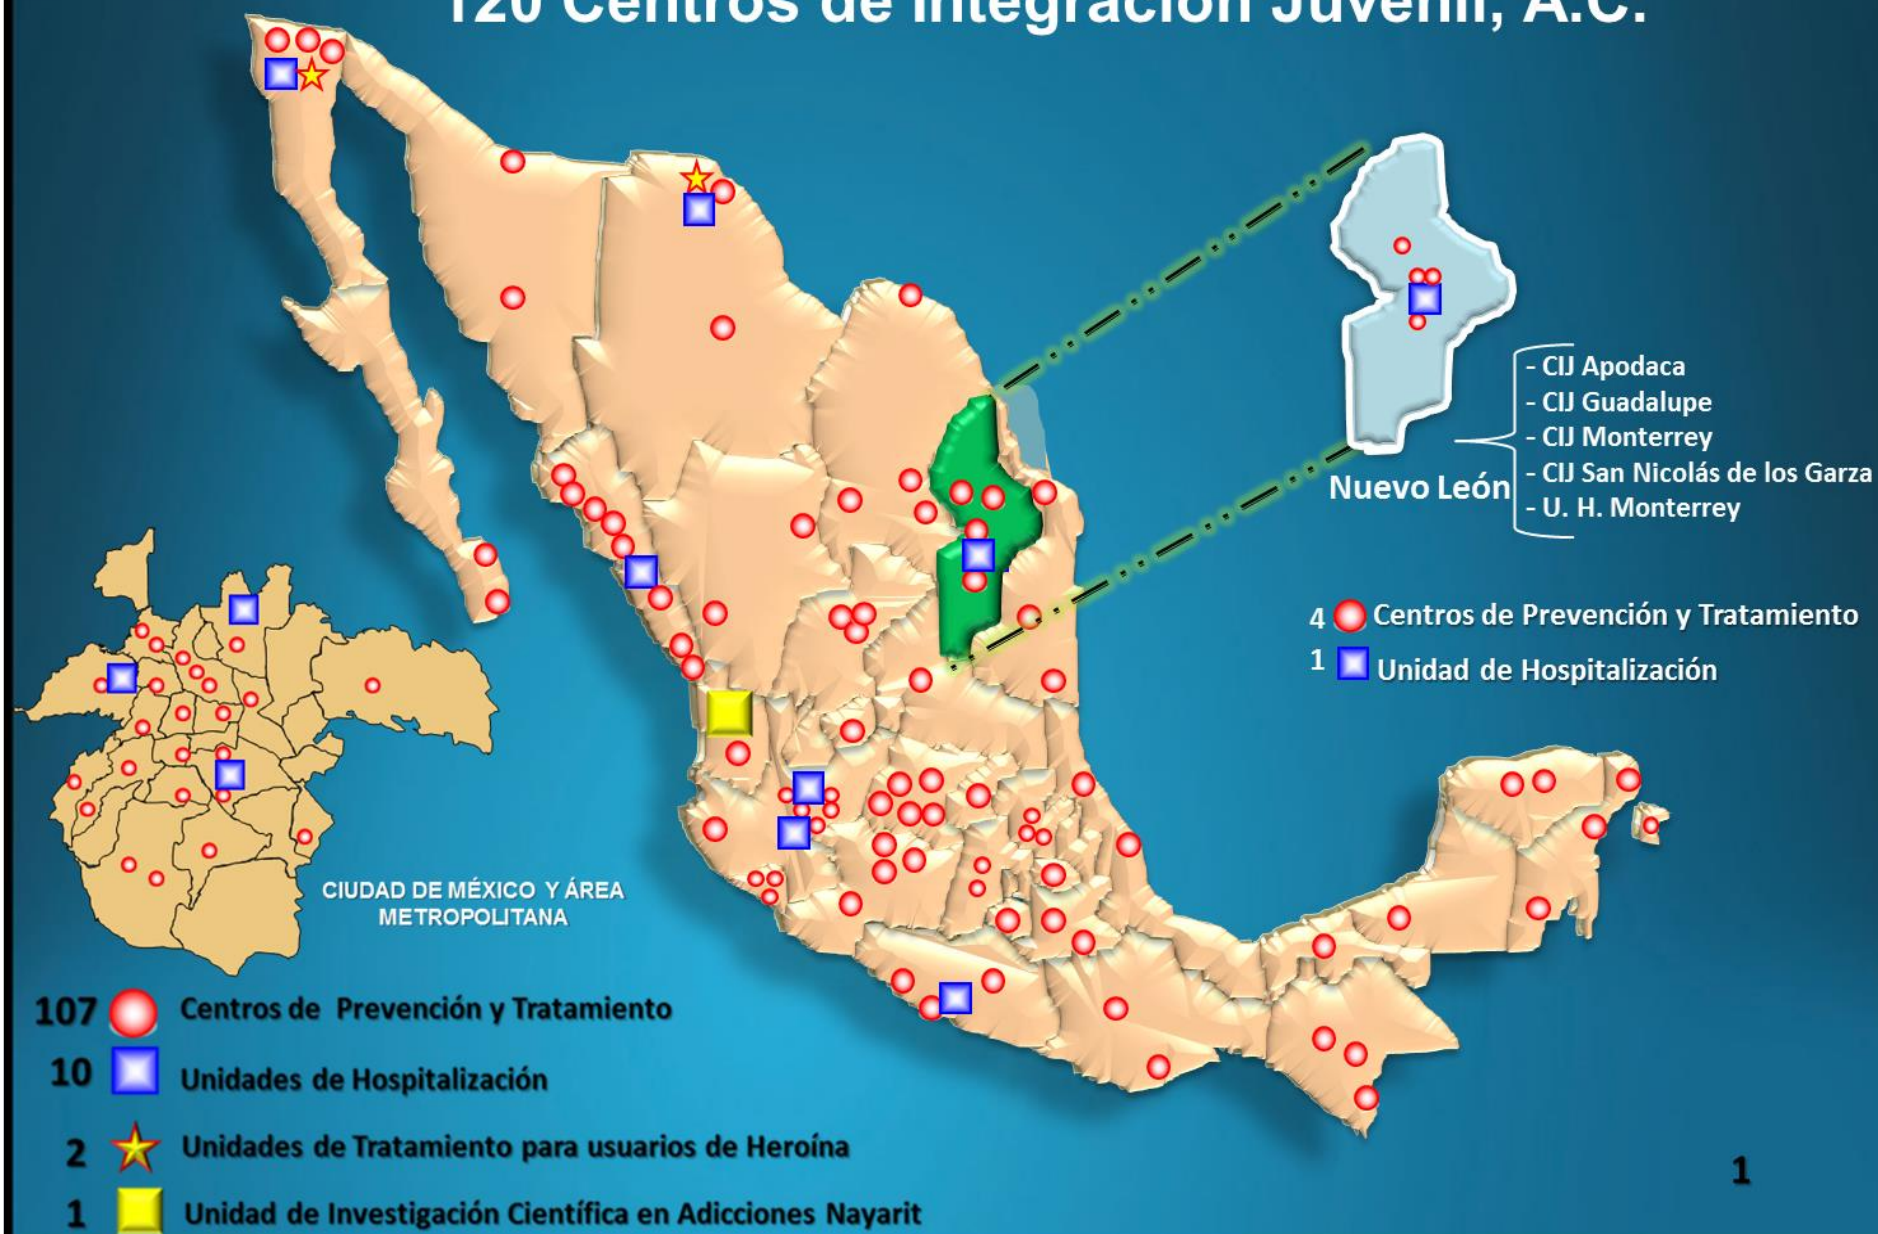 120 Centros de Integración Juvenil, A.C.
- CIJ Apodaca
- CIJ Guadalupe
- CIJ Monterrey
- CIJ San Nicolás de los Garza
- U. H. Monterrey
Nuevo León
4 Centros de Prevención y Tratamiento
1 Unidad de Hospitalización
CIUDAD DE MÉXICO Y ÁREA
METROPOLITANA
107 Centros de Prevención y Tratamiento
10 Unidades de Hospitalización
2 Unidades de Tratamiento para usuarios de Heroína
1 Unidad de Investigación Científica en Adicciones Nayarit
1